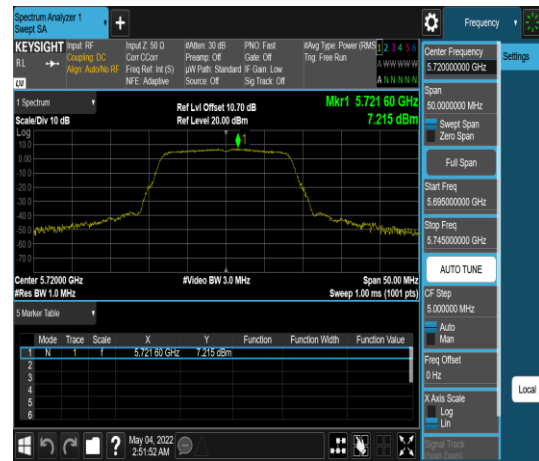 Spectrum Analyzer 1
Swept SA
Frequency
KEYSIGHT
RL
Input: RF
Coupling: DC
Align: Auto/No RF
Input Z: 50 Ω
Corr CCorr
Freq Ref: Int (S)
NFE: Adaptive
#Atten: 30 dB
Preamp: Off
µW Path: Standard
Source: Off
PNO: Fast
Gate: Off
IF Gain: Low
Sig Track: Off
#Avg Type: Power (RMS)
Trig: Free Run
1 2 3 4 5 6
A WW WW W
A N N N N N
LXI
1 Spectrum
Scale/Div 10 dB
Ref Lvl Offset 10.70 dB
Ref Level 20.00 dBm
Mkr1 5.721 60 GHz
7.215 dBm
Log
1
10.0
0.00
-10.0
-20.0
-30.0
-40.0
-50.0
-60.0
-70.0
Center 5.72000 GHz
#Res BW 1.0 MHz
#Video BW 3.0 MHz
Span 50.00 MHz
Sweep 1.00 ms (1001 pts)
5 Marker Table
Mode Trace Scale X Y Function Function Width Function Value
1 N 1 f 5.721 60 GHz 7.215 dBm
2
3
4
5
6
May 04, 2022
2:51:52 AM
Center Frequency
5.720000000 GHz
Settings
Span
50.0000000 MHz
Swept Span
Zero Span
Full Span
Start Freq
5.695000000 GHz
Stop Freq
5.745000000 GHz
AUTO TUNE
CF Step
5.000000 MHz
Auto
Man
Freq Offset
0 Hz
X Axis Scale
Log
Lin
Signal Track
(Span Zoom)
Local